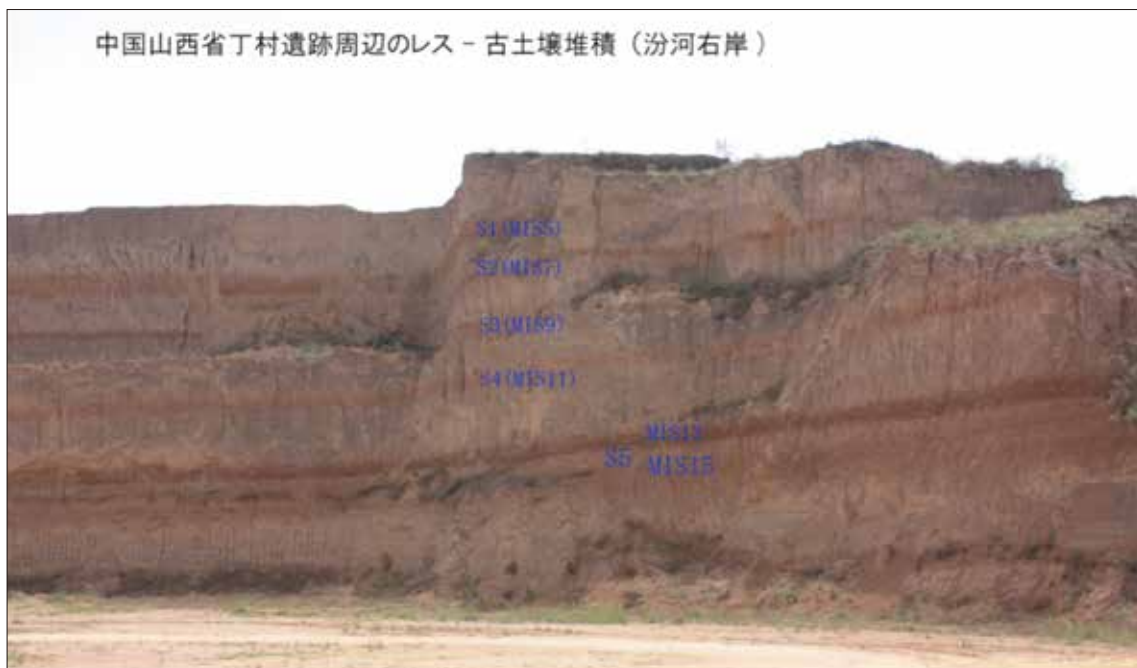 中国山西省丁村遺跡周辺のレス－古土壌堆積（汾河右岸）
S1(MIS5)
S2(MIS7)
S3(MIS9)
S4(MIS11)
MIS13
S5
MIS15